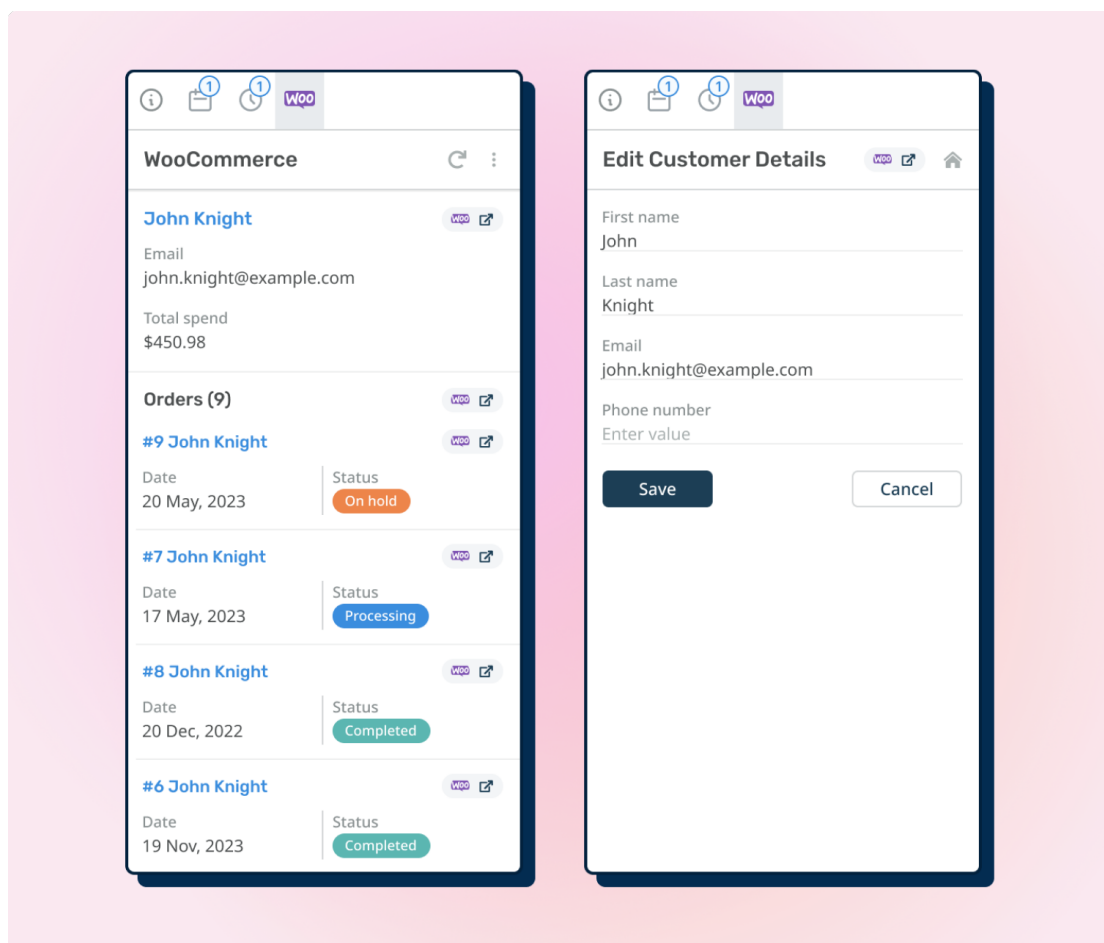 1 1 WOO
WooCommerce
John Knight WOO
Email
john.knight@example.com
Total spend
$450.98
Orders (9) WOO
#9 John Knight WOO
Date Status
20 May, 2023 On hold
#7 John Knight WOO
Date Status
17 May, 2023 Processing
#8 John Knight WOO
Date Status
20 Dec, 2022 Completed
#6 John Knight WOO
Date Status
19 Nov, 2023 Completed
1 1 WOO
Edit Customer Details WOO
First name
John
Last name
Knight
Email
john.knight@example.com
Phone number
Enter value
Save Cancel